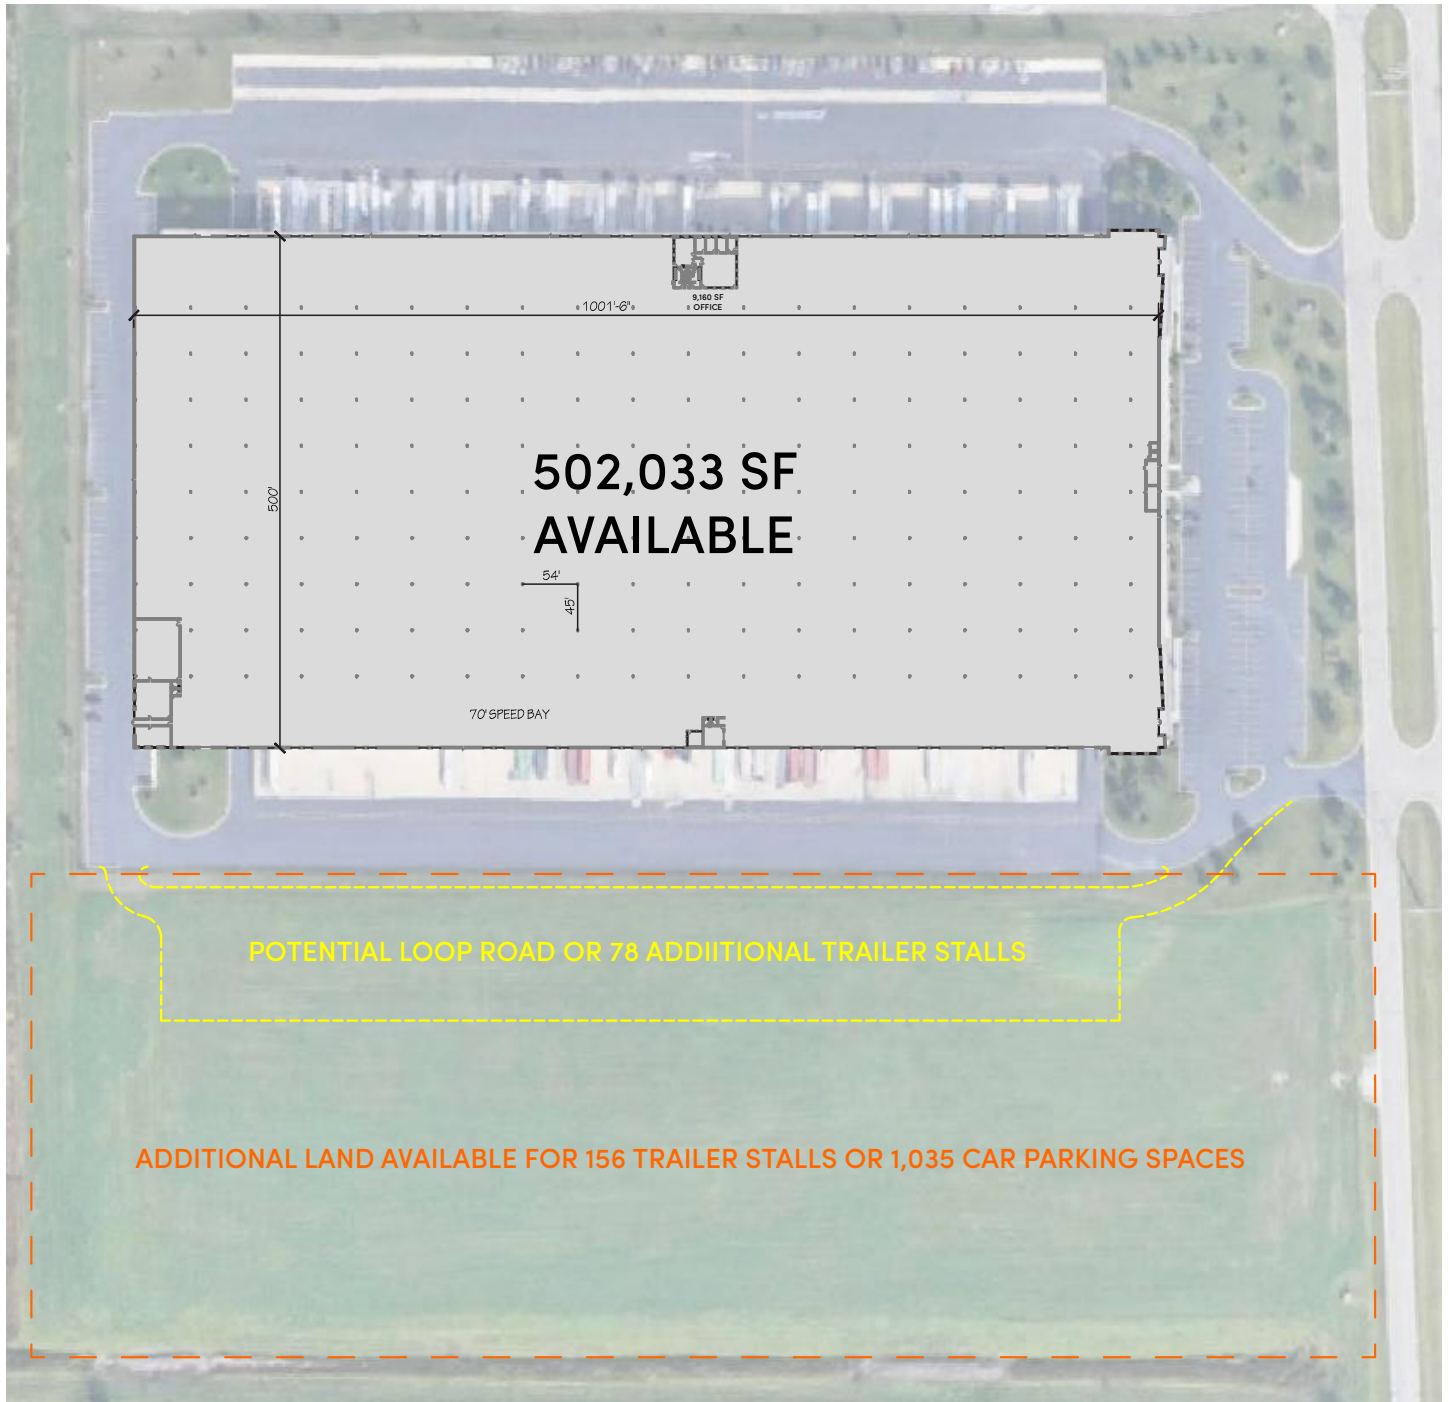 9,160 SF
OFFICE
1001'-6"
500'
502,033 SF
AVAILABLE
54'
45'
70' SPEED BAY
POTENTIAL LOOP ROAD OR 78 ADDIITIONAL TRAILER STALLS
ADDITIONAL LAND AVAILABLE FOR 156 TRAILER STALLS OR 1,035 CAR PARKING SPACES